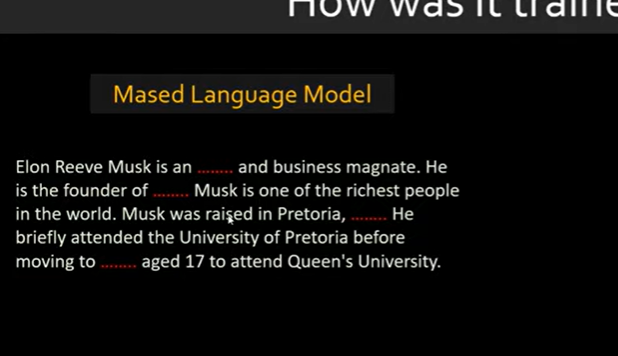 How was it traine
Mased Language Model
Elon Reeve Musk is an ........ and business magnate. He
is the founder of ........ Musk is one of the richest people
in the world. Musk was raised in Pretoria, ........ He
briefly attended the University of Pretoria before
moving to ........ aged 17 to attend Queen's University.